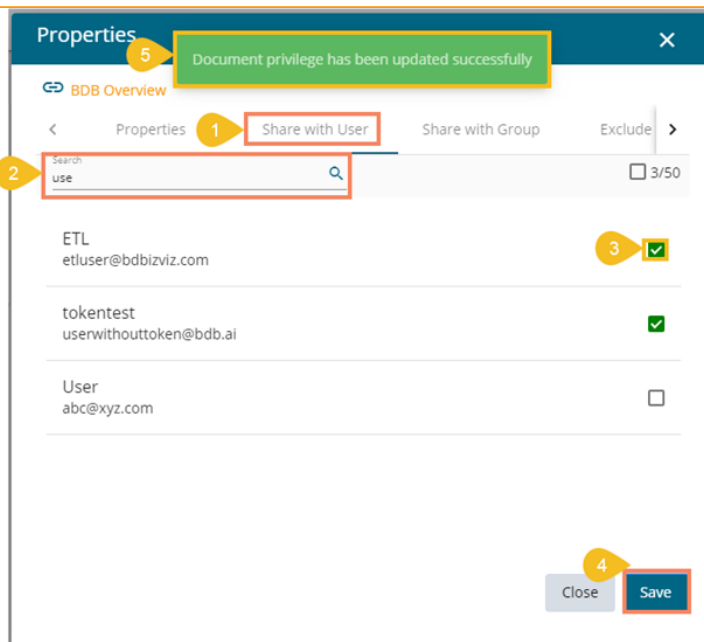 Properties
5
Document privilege has been updated successfully
BDB Overview
Properties
1
Share with User
Share with Group
Exclude
2
Search
use
3/50
ETL
etluser@bdbizviz.com
3
tokentest
userwithouttoken@bdb.ai
User
abc@xyz.com
4
Close
Save